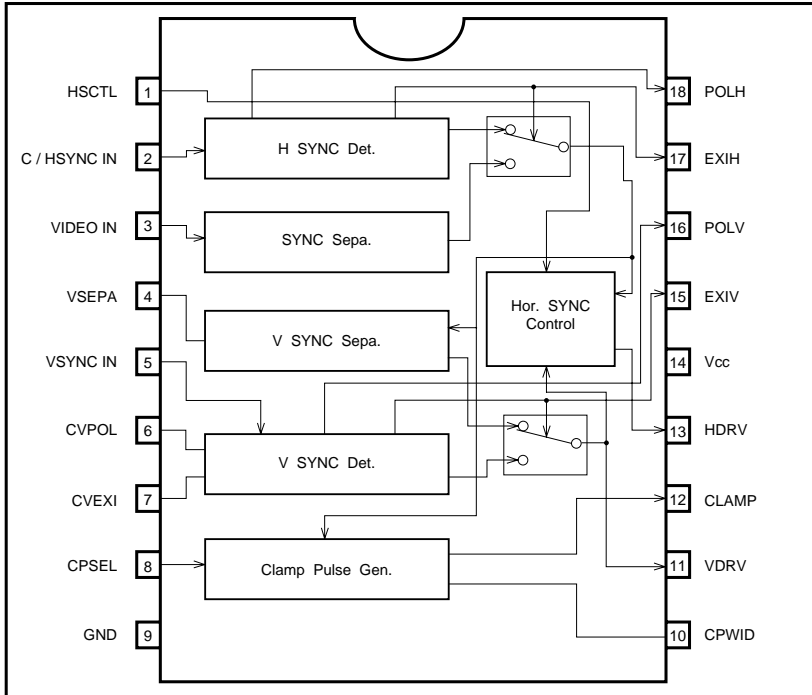 HSCTL 1
C / HSYNC IN 2
VIDEO IN 3
VSEPA 4
VSYNC IN 5
CVPOL 6
CVEXI 7
CPSEL 8
GND 9
H SYNC Det.
SYNC Sepa.
V SYNC Sepa.
V SYNC Det.
Clamp Pulse Gen.
Hor. SYNC
Control
18 POLH
17 EXIH
16 POLV
15 EXIV
14 Vcc
13 HDRV
12 CLAMP
11 VDRV
10 CPWID